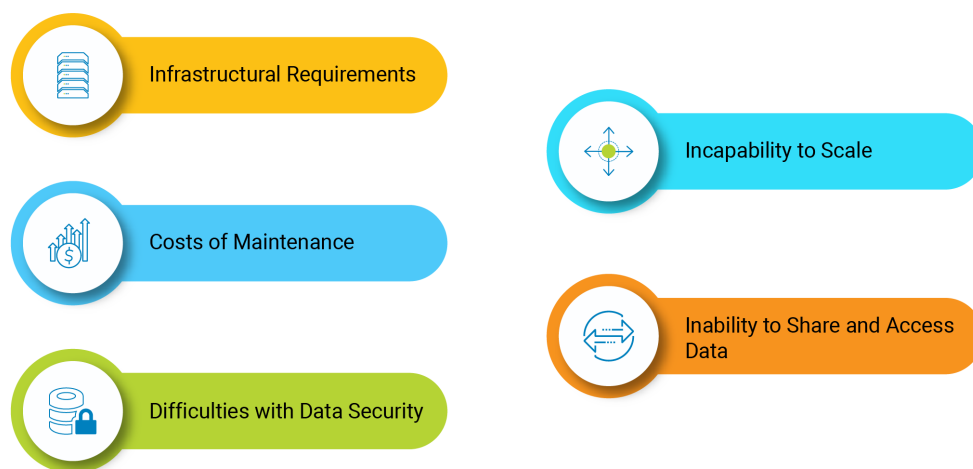 Infrastructural Requirements
Costs of Maintenance
Difficulties with Data Security
Incapability to Scale
Inability to Share and Access
Data